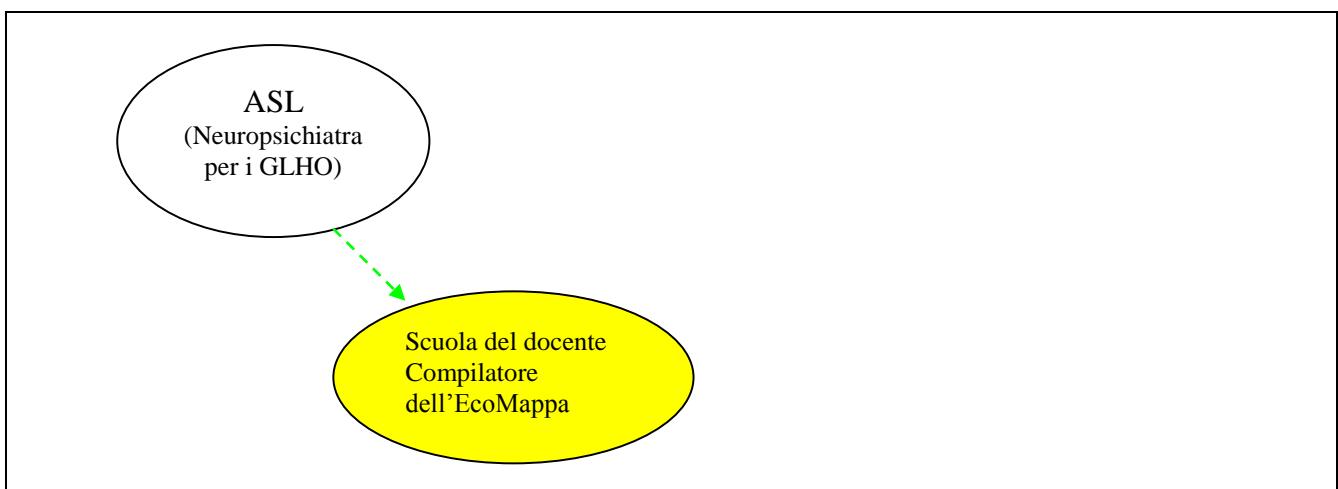 ASL
(Neuropsichiatra
per i GLHO)
Scuola del docente
Compilatore
dell’EcoMappa